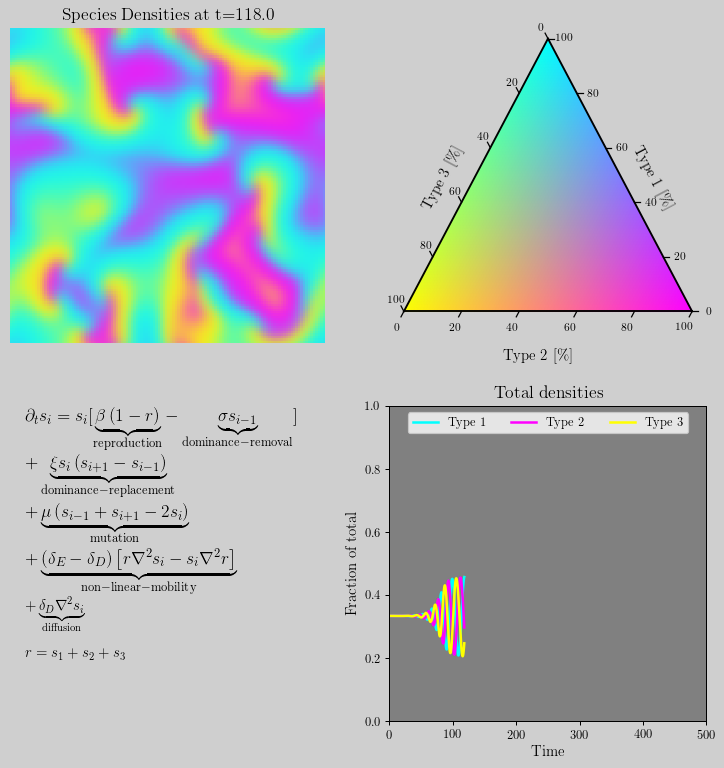 Species Densities at t=118.0
0
100
20
80
40
60
Type 3 [%]
Type 1 [%]
60
40
80
20
100
0
0
20
40
60
80
100
Type 2 [%]
∂ₜsᵢ = sᵢ[β (1 − r) − σsᵢ₋₁ ]
reproduction dominance−removal
+ ξsᵢ (sᵢ₊₁ − sᵢ₋₁)
dominance−replacement
+ μ (sᵢ₋₁ + sᵢ₊₁ − 2sᵢ)
mutation
+ (δ_E − δ_D) [r∇²sᵢ − sᵢ∇²r]
non−linear−mobility
+ δ_D∇²sᵢ
diffusion
r = s₁ + s₂ + s₃
Total densities
Type 1 Type 2 Type 3
Fraction of total
1.0
0.8
0.6
0.4
0.2
0.0
0 100 200 300 400 500
Time